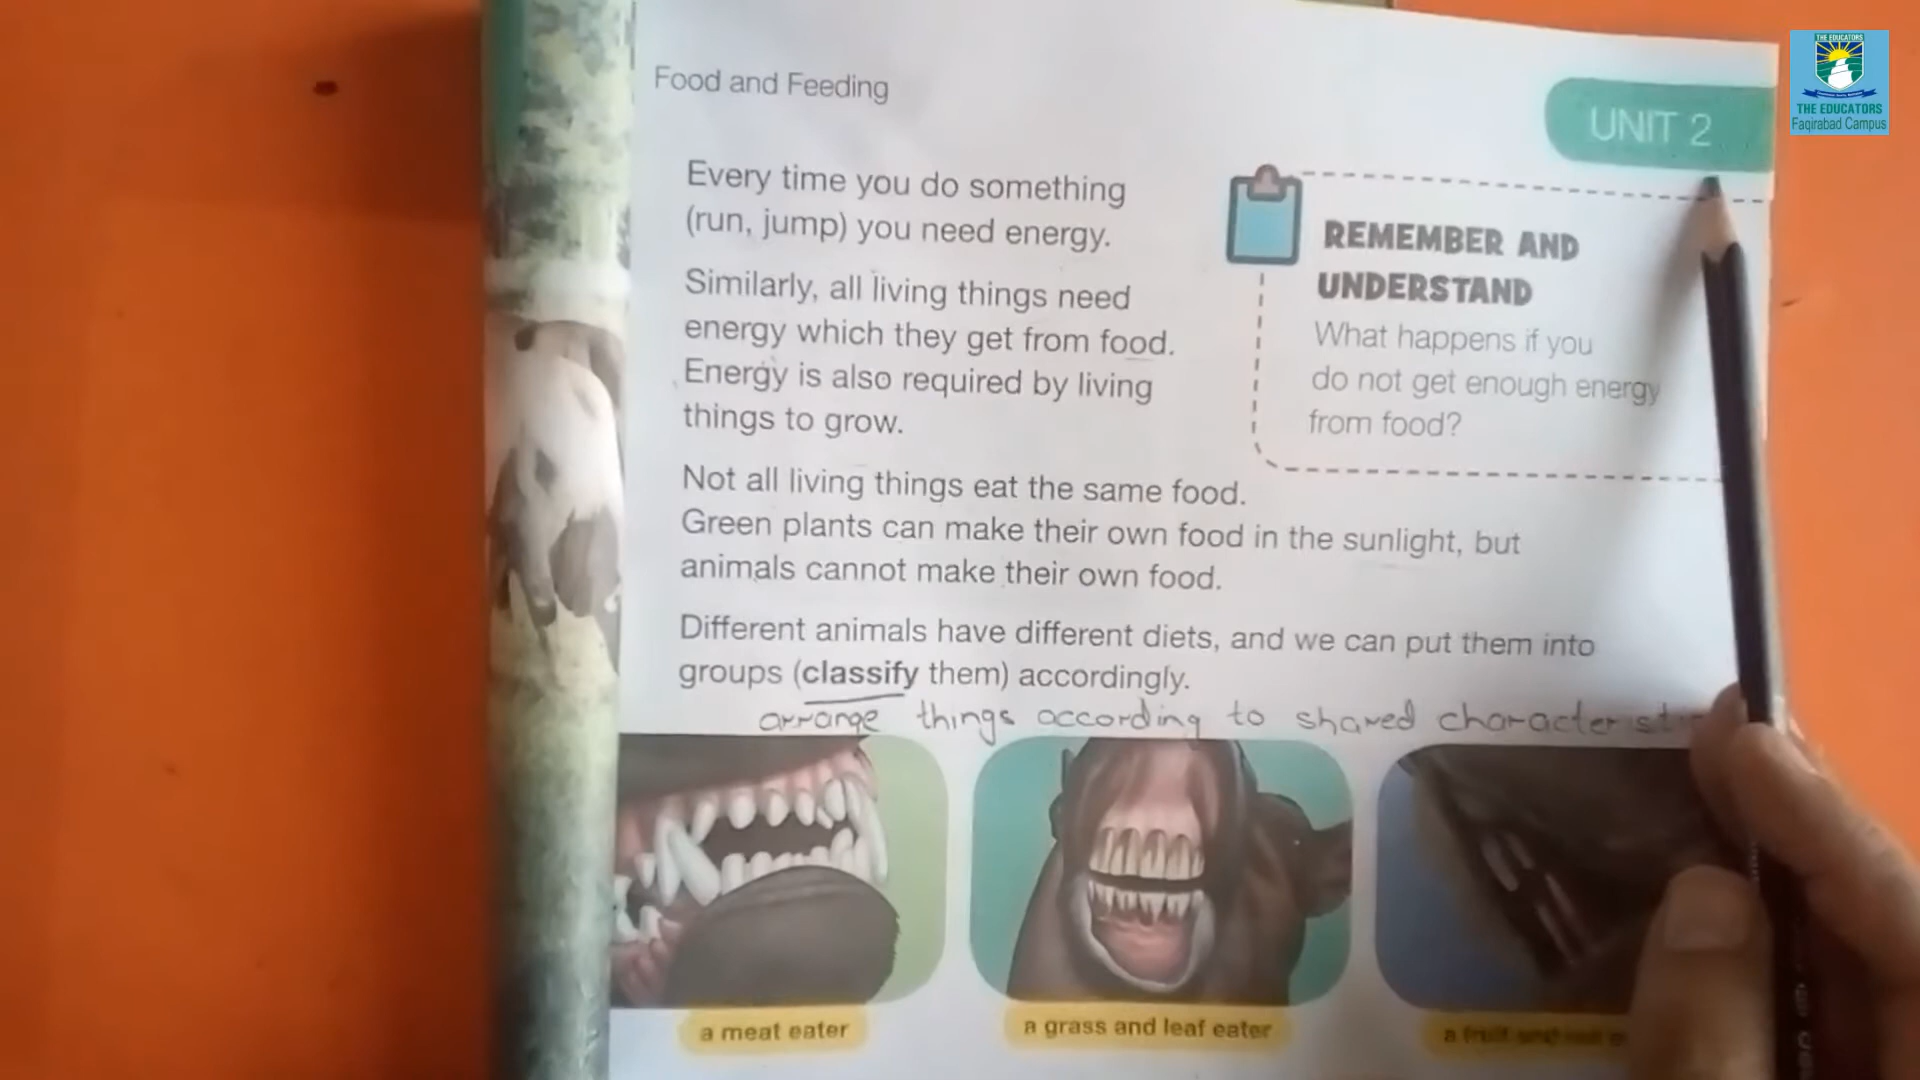 Food and Feeding
UNIT 2
THE EDUCATORS
THE EDUCATORS
Faqirabad Campus
Every time you do something
(run, jump) you need energy.
Similarly, all living things need
energy which they get from food.
Energy is also required by living
things to grow.
REMEMBER AND
UNDERSTAND
What happens if you
do not get enough energy
from food?
Not all living things eat the same food.
Green plants can make their own food in the sunlight, but
animals cannot make their own food.
Different animals have different diets, and we can put them into
groups (classify them) accordingly.
arrange things according to shared
a meat eater
a grass and leaf eater
a fruit and